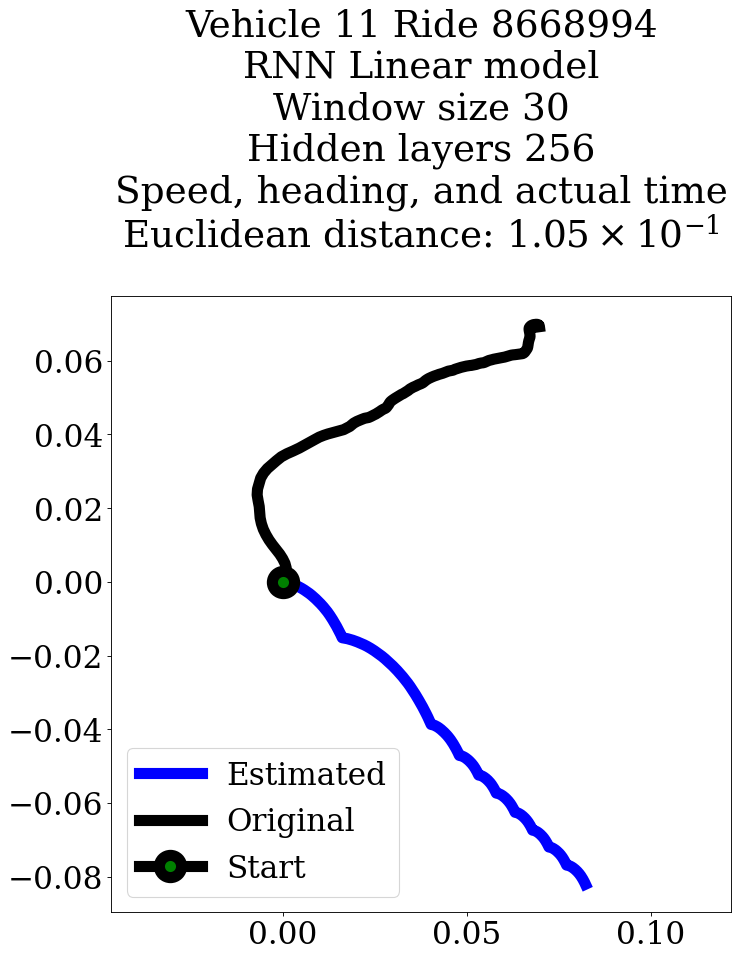 Vehicle 11 Ride 8668994
RNN Linear model
Window size 30
Hidden layers 256
Speed, heading, and actual time
Euclidean distance: 1.05 × 10⁻¹
0.06
0.04
0.02
0.00
−0.02
−0.04
−0.06
−0.08
Estimated
Original
Start
0.00 0.05 0.10